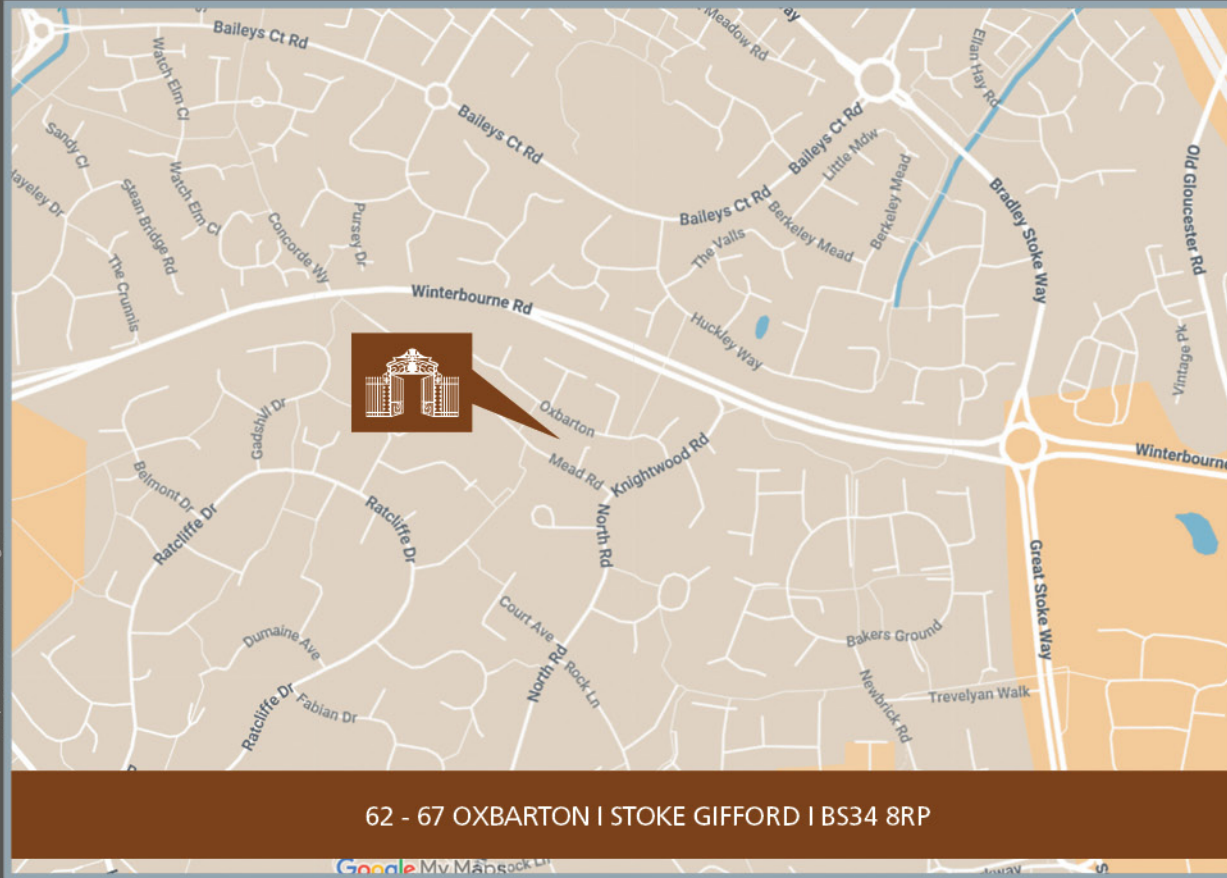 Baileys Ct Rd
Meadow Rd
Watch Elm Cl
Ellan Hay Rd
Baileys Ct Rd
Baileys Ct Rd
Little Mdw
Sandy Cl
Old Gloucester Rd
Watch Elm Cl
Stean Bridge Rd
Baileys Ct Rd
Berkeley Mead
Berkeley Mead
Bradley Stoke Way
Concorde Wy
Pursey Dr
The Valls
The Crunnis
Winterbourne Rd
Huckley Way
Vintage Pk
Oxbarton
Gadshill Dr
Mead Rd
Knightwood Rd
Winterbourne
Belmont Dr
Ratcliffe Dr
Ratcliffe Dr
North Rd
Great Stoke Way
Court Ave
Dumaine Ave
Bakers Ground
North Rd
Rock Ln
Newbrick Rd
Trevelyan Walk
Ratcliffe Dr
Fabian Dr
62 - 67 OXBARTON I STOKE GIFFORD I BS34 8RP
Google My Maps